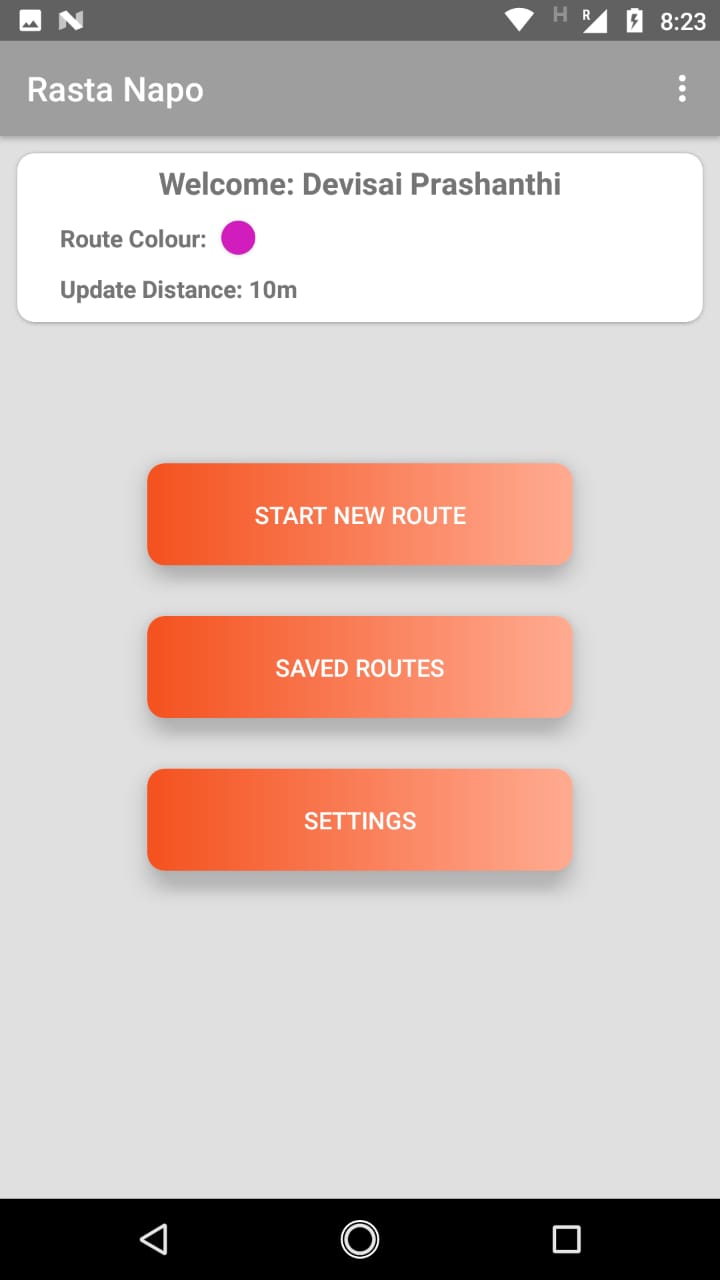 H R 8:23
Rasta Napo
Welcome: Devisai Prashanthi
Route Colour:
Update Distance: 10m
START NEW ROUTE
SAVED ROUTES
SETTINGS